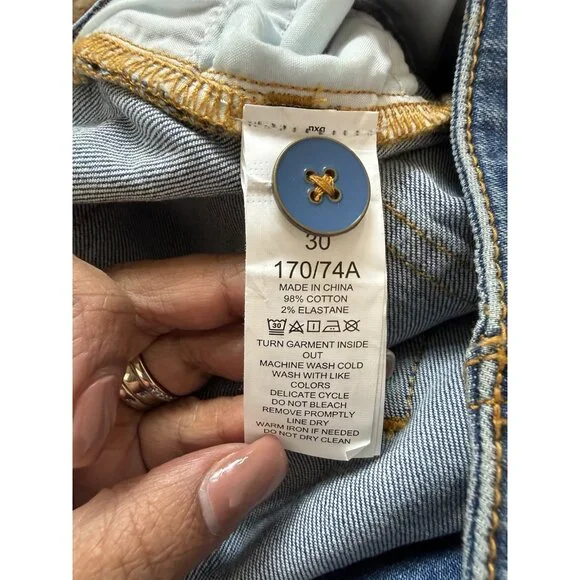 30
170/74A
MADE IN CHINA
98% COTTON
2% ELASTANE
30
TURN GARMENT INSIDE
OUT
MACHINE WASH COLD
WASH WITH LIKE
COLORS
DELICATE CYCLE
DO NOT BLEACH
REMOVE PROMPTLY
LINE DRY
WARM IRON IF NEEDED
DO NOT DRY CLEAN